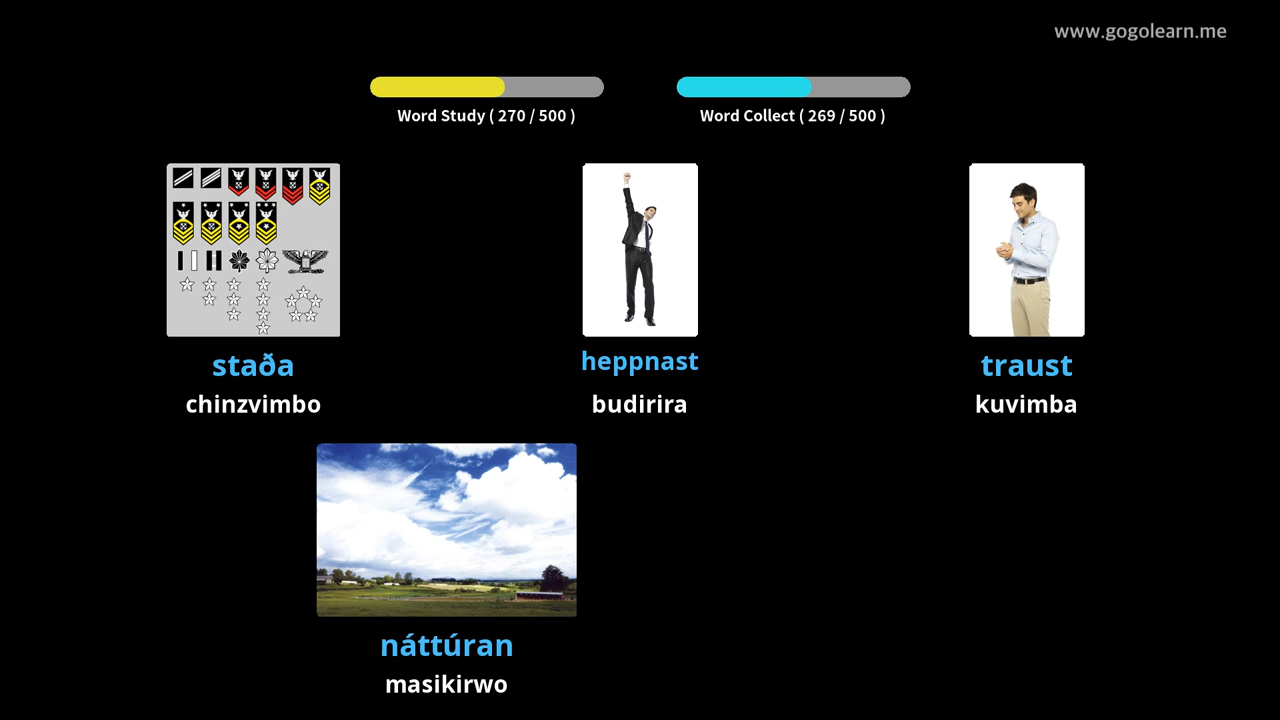 www.gogolearn.me
Word Study ( 270 / 500 )
Word Collect ( 269 / 500 )
staða
heppnast
traust
chinzvimbo
budirira
kuvimba
náttúran
masikirwo